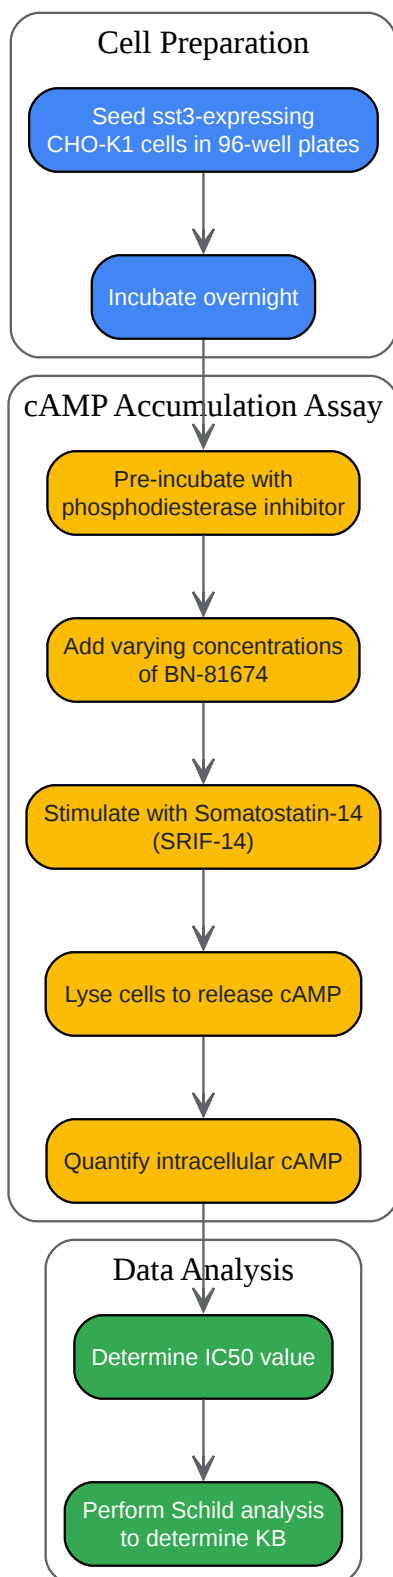 Cell Preparation
Seed sst3-expressing
CHO-K1 cells in 96-well plates
Incubate overnight
cAMP Accumulation Assay
Pre-incubate with
phosphodiesterase inhibitor
Add varying concentrations
of BN-81674
Stimulate with Somatostatin-14
(SRIF-14)
Lyse cells to release cAMP
Quantify intracellular cAMP
Data Analysis
Determine IC50 value
Perform Schild analysis
to determine KB